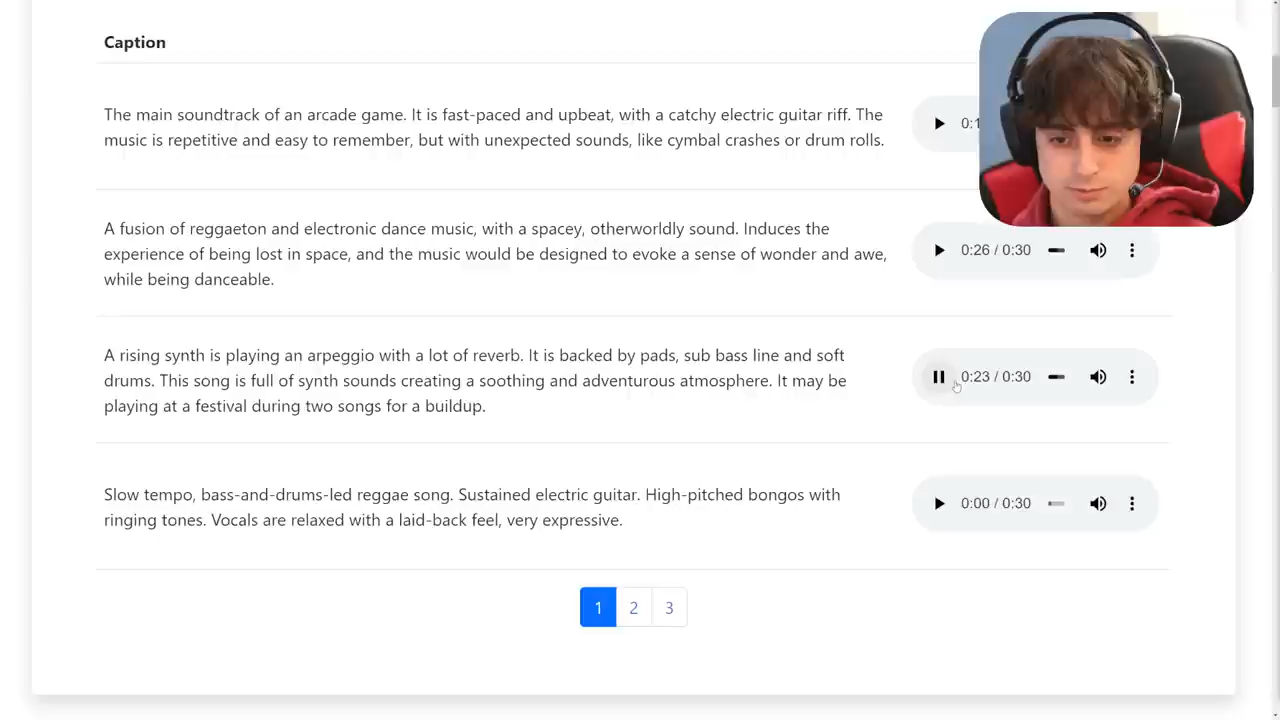 Caption
The main soundtrack of an arcade game. It is fast-paced and upbeat, with a catchy electric guitar riff. The
music is repetitive and easy to remember, but with unexpected sounds, like cymbal crashes or drum rolls.
0:1
A fusion of reggaeton and electronic dance music, with a spacey, otherworldly sound. Induces the
experience of being lost in space, and the music would be designed to evoke a sense of wonder and awe,
while being danceable.
0:26 / 0:30
A rising synth is playing an arpeggio with a lot of reverb. It is backed by pads, sub bass line and soft
drums. This song is full of synth sounds creating a soothing and adventurous atmosphere. It may be
playing at a festival during two songs for a buildup.
0:23 / 0:30
Slow tempo, bass-and-drums-led reggae song. Sustained electric guitar. High-pitched bongos with
ringing tones. Vocals are relaxed with a laid-back feel, very expressive.
0:00 / 0:30
1 2 3